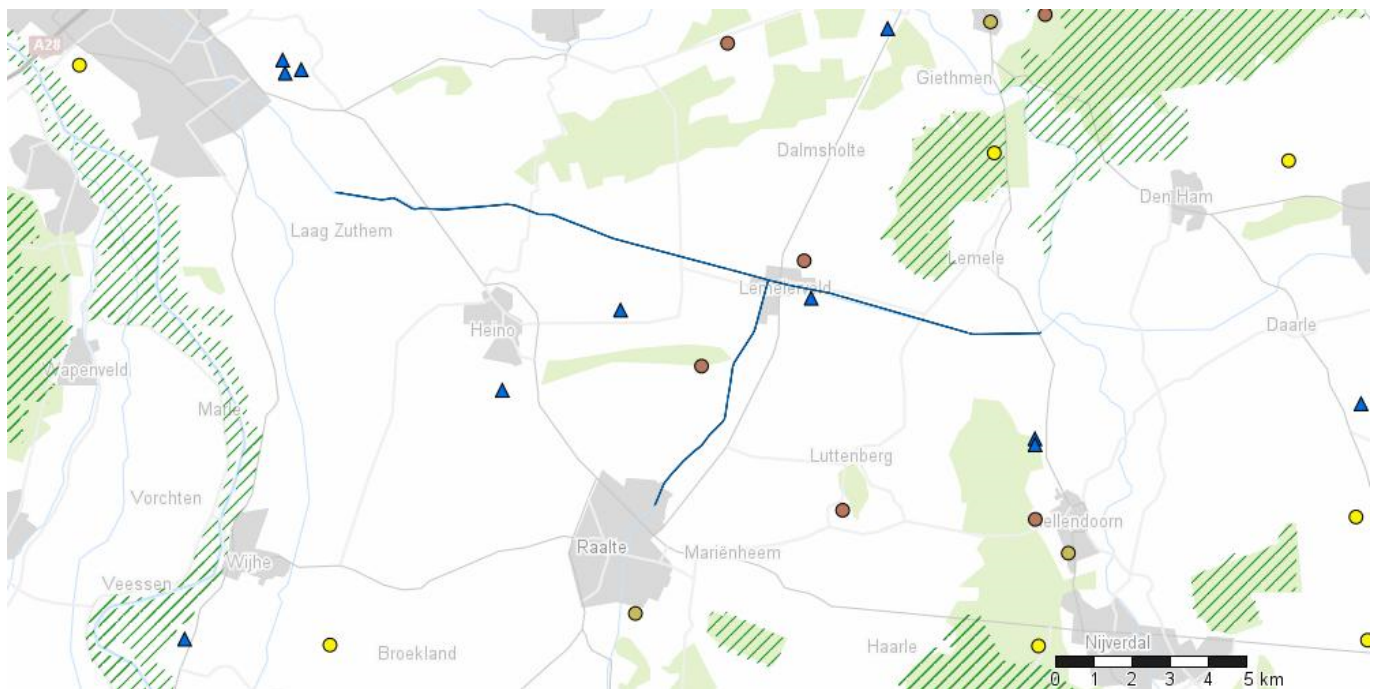 A28
Giethmen
Dalmsholte
Den Ham
Laag Zuthem
Lemele
Lemelerveld
Heino
Daarle
Wapenveld
Marle
Luttenberg
Vorchten
Hellendoorn
Raalte
Mariënheem
Wijhe
Veessen
Haarle
Nijverdal
Broekland
0 1 2 3 4 5 km